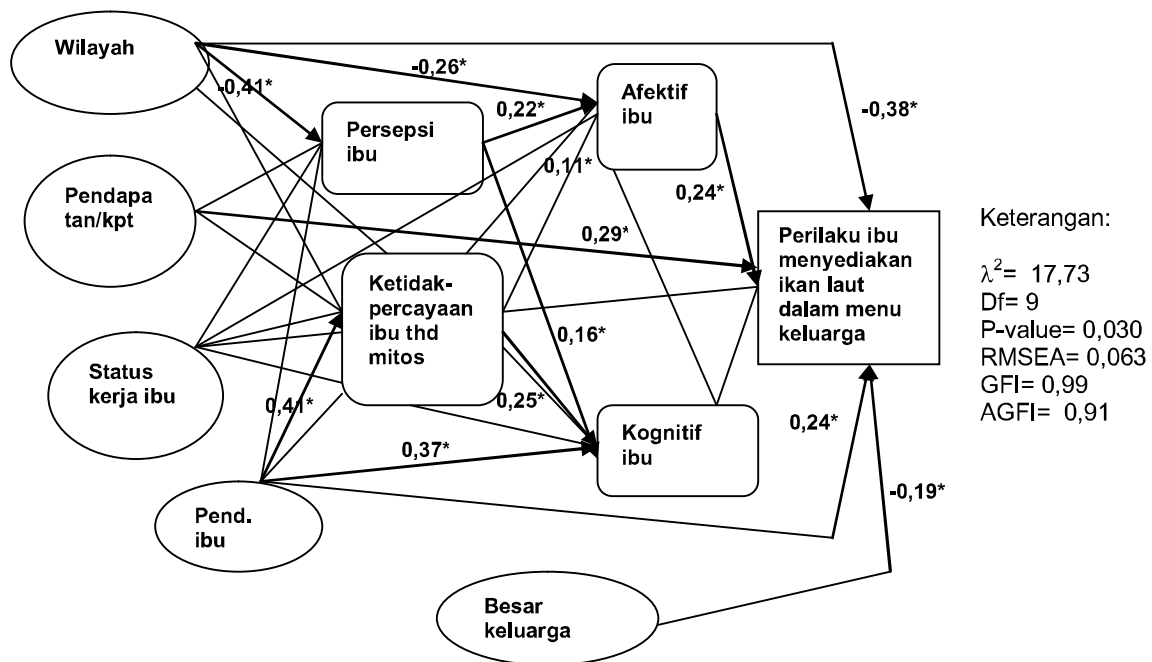 Wilayah
-0,26*
-0,41*
Afektif
ibu
0,22*
-0,38*
Persepsi
ibu
0,11*
Pendapa
tan/kpt
0,24*
0,29*
Perilaku ibu
menyediakan
ikan laut
dalam menu
keluarga
Keterangan:
λ²= 17,73
Df= 9
P-value= 0,030
RMSEA= 0,063
GFI= 0,99
AGFI= 0,91
Ketidak-
percayaan
ibu thd
mitos
0,16*
Status
kerja ibu
0,41*
0,25*
0,24*
Kognitif
ibu
0,37*
-0,19*
Pend.
ibu
Besar
keluarga